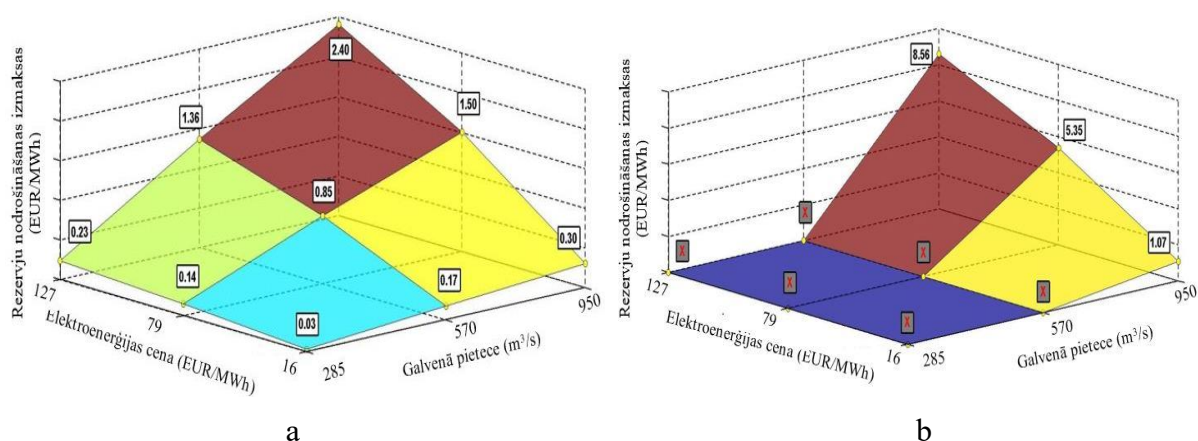 Rezervju nodrošināšanas izmaksas
(EUR/MWh)
2.40
1.36
1.50
0.85
0.23
0.14
0.17
0.30
0.03
127
79
16
285
570
950
Elektroenerģijas cena (EUR/MWh)
Galvenā pietece (m³/s)
a
Rezervju nodrošināšanas izmaksas
(EUR/MWh)
8.56
5.35
1.07
X
X
X
X
X
X
127
79
16
285
570
950
Elektroenerģijas cena (EUR/MWh)
Galvenā pietece (m³/s)
b